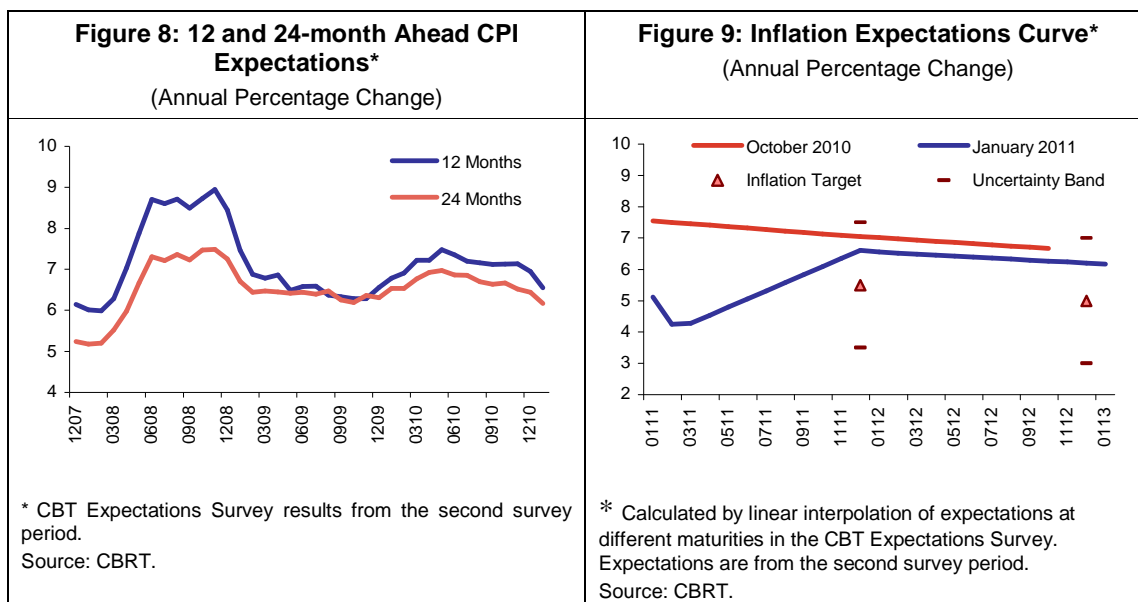 Figure 8: 12 and 24-month Ahead CPI
Expectations*
(Annual Percentage Change)
10
9
8
7
6
5
4
12 Months
24 Months
1207
0308
0608
0908
1208
0309
0609
0909
1209
0310
0610
0910
1210
* CBT Expectations Survey results from the second survey
period.
Source: CBRT.
Figure 9: Inflation Expectations Curve*
(Annual Percentage Change)
10
9
8
7
6
5
4
3
2
October 2010
January 2011
Inflation Target
Uncertainty Band
0111
0311
0511
0711
0911
1111
0112
0312
0512
0712
0912
1112
0113
* Calculated by linear interpolation of expectations at
different maturities in the CBT Expectations Survey.
Expectations are from the second survey period.
Source: CBRT.